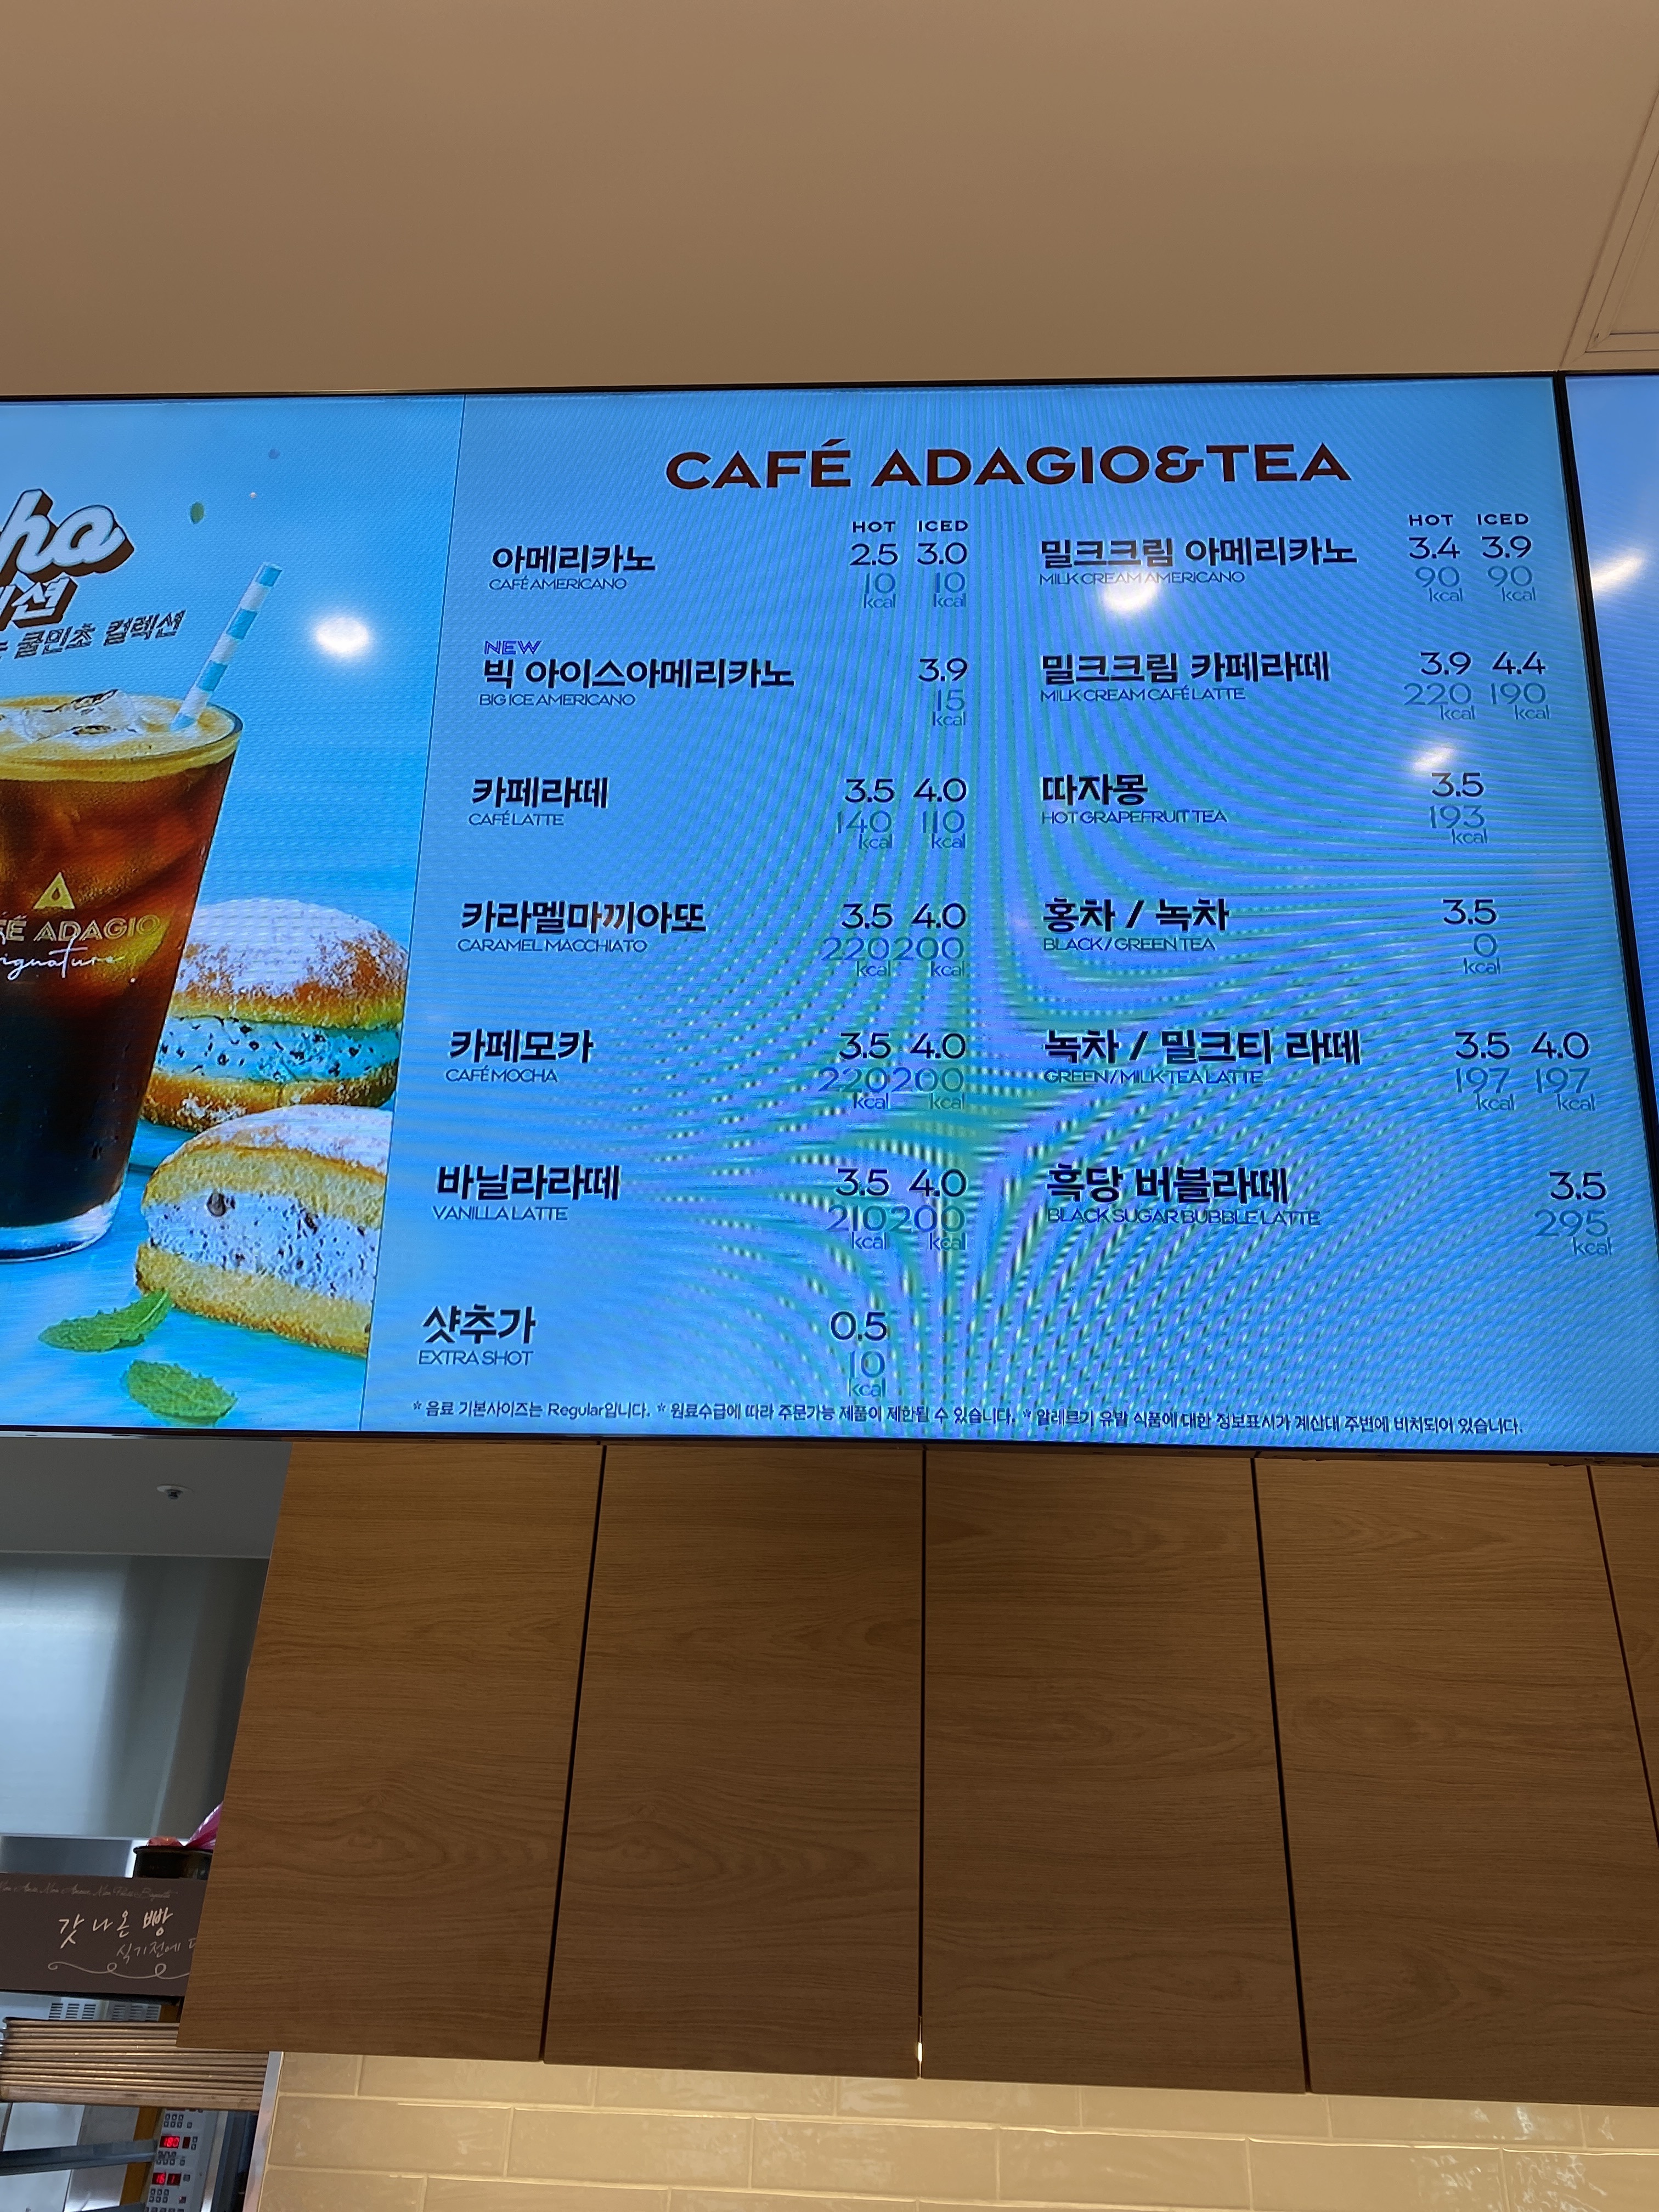 쿨민초 컬렉션
CAFÉ ADAGIO
signature
CAFÉ ADAGIO&TEA
HOT ICED
아메리카노 2.5 3.0
CAFÉ AMERICANO 10 10
kcal kcal
NEW
빅 아이스아메리카노 3.9
BIG ICE AMERICANO 15
kcal
카페라떼 3.5 4.0
CAFÉ LATTE 140 110
kcal kcal
카라멜마끼아또 3.5 4.0
CARAMEL MACCHIATO 220 200
kcal kcal
카페모카 3.5 4.0
CAFÉ MOCHA 220 200
kcal kcal
바닐라라떼 3.5 4.0
VANILLA LATTE 210 200
kcal kcal
샷추가 0.5
EXTRA SHOT 10
kcal
HOT ICED
밀크크림 아메리카노 3.4 3.9
MILK CREAM AMERICANO 90 90
kcal kcal
밀크크림 카페라떼 3.9 4.4
MILK CREAM CAFÉ LATTE 220 190
kcal kcal
따자몽 3.5
HOT GRAPEFRUIT TEA 193
kcal
홍차 / 녹차 3.5
BLACK / GREEN TEA 0
kcal
녹차 / 밀크티 라떼 3.5 4.0
GREEN / MILK TEA LATTE 197 197
kcal kcal
흑당 버블라떼 3.5
BLACK SUGAR BUBBLE LATTE 295
kcal
* 음료 기본사이즈는 Regular입니다. * 원료수급에 따라 주문가능 제품이 제한될 수 있습니다. * 알레르기 유발 식품에 대한 정보표시가 계산대 주변에 비치되어 있습니다.
갓 나온 빵
식기전에
180